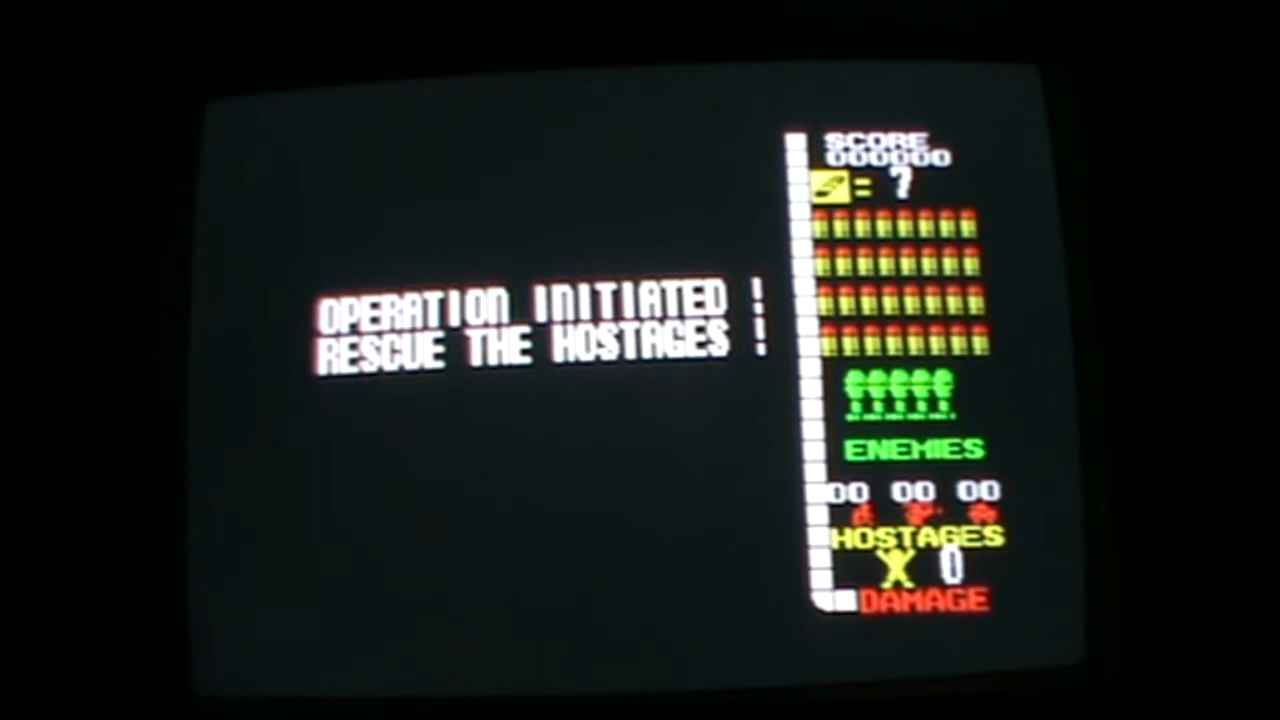 OPERATION INITIATED !
RESCUE THE HOSTAGES !
SCORE
000000
= 7
ENEMIES
00 00 00
HOSTAGES
0
DAMAGE